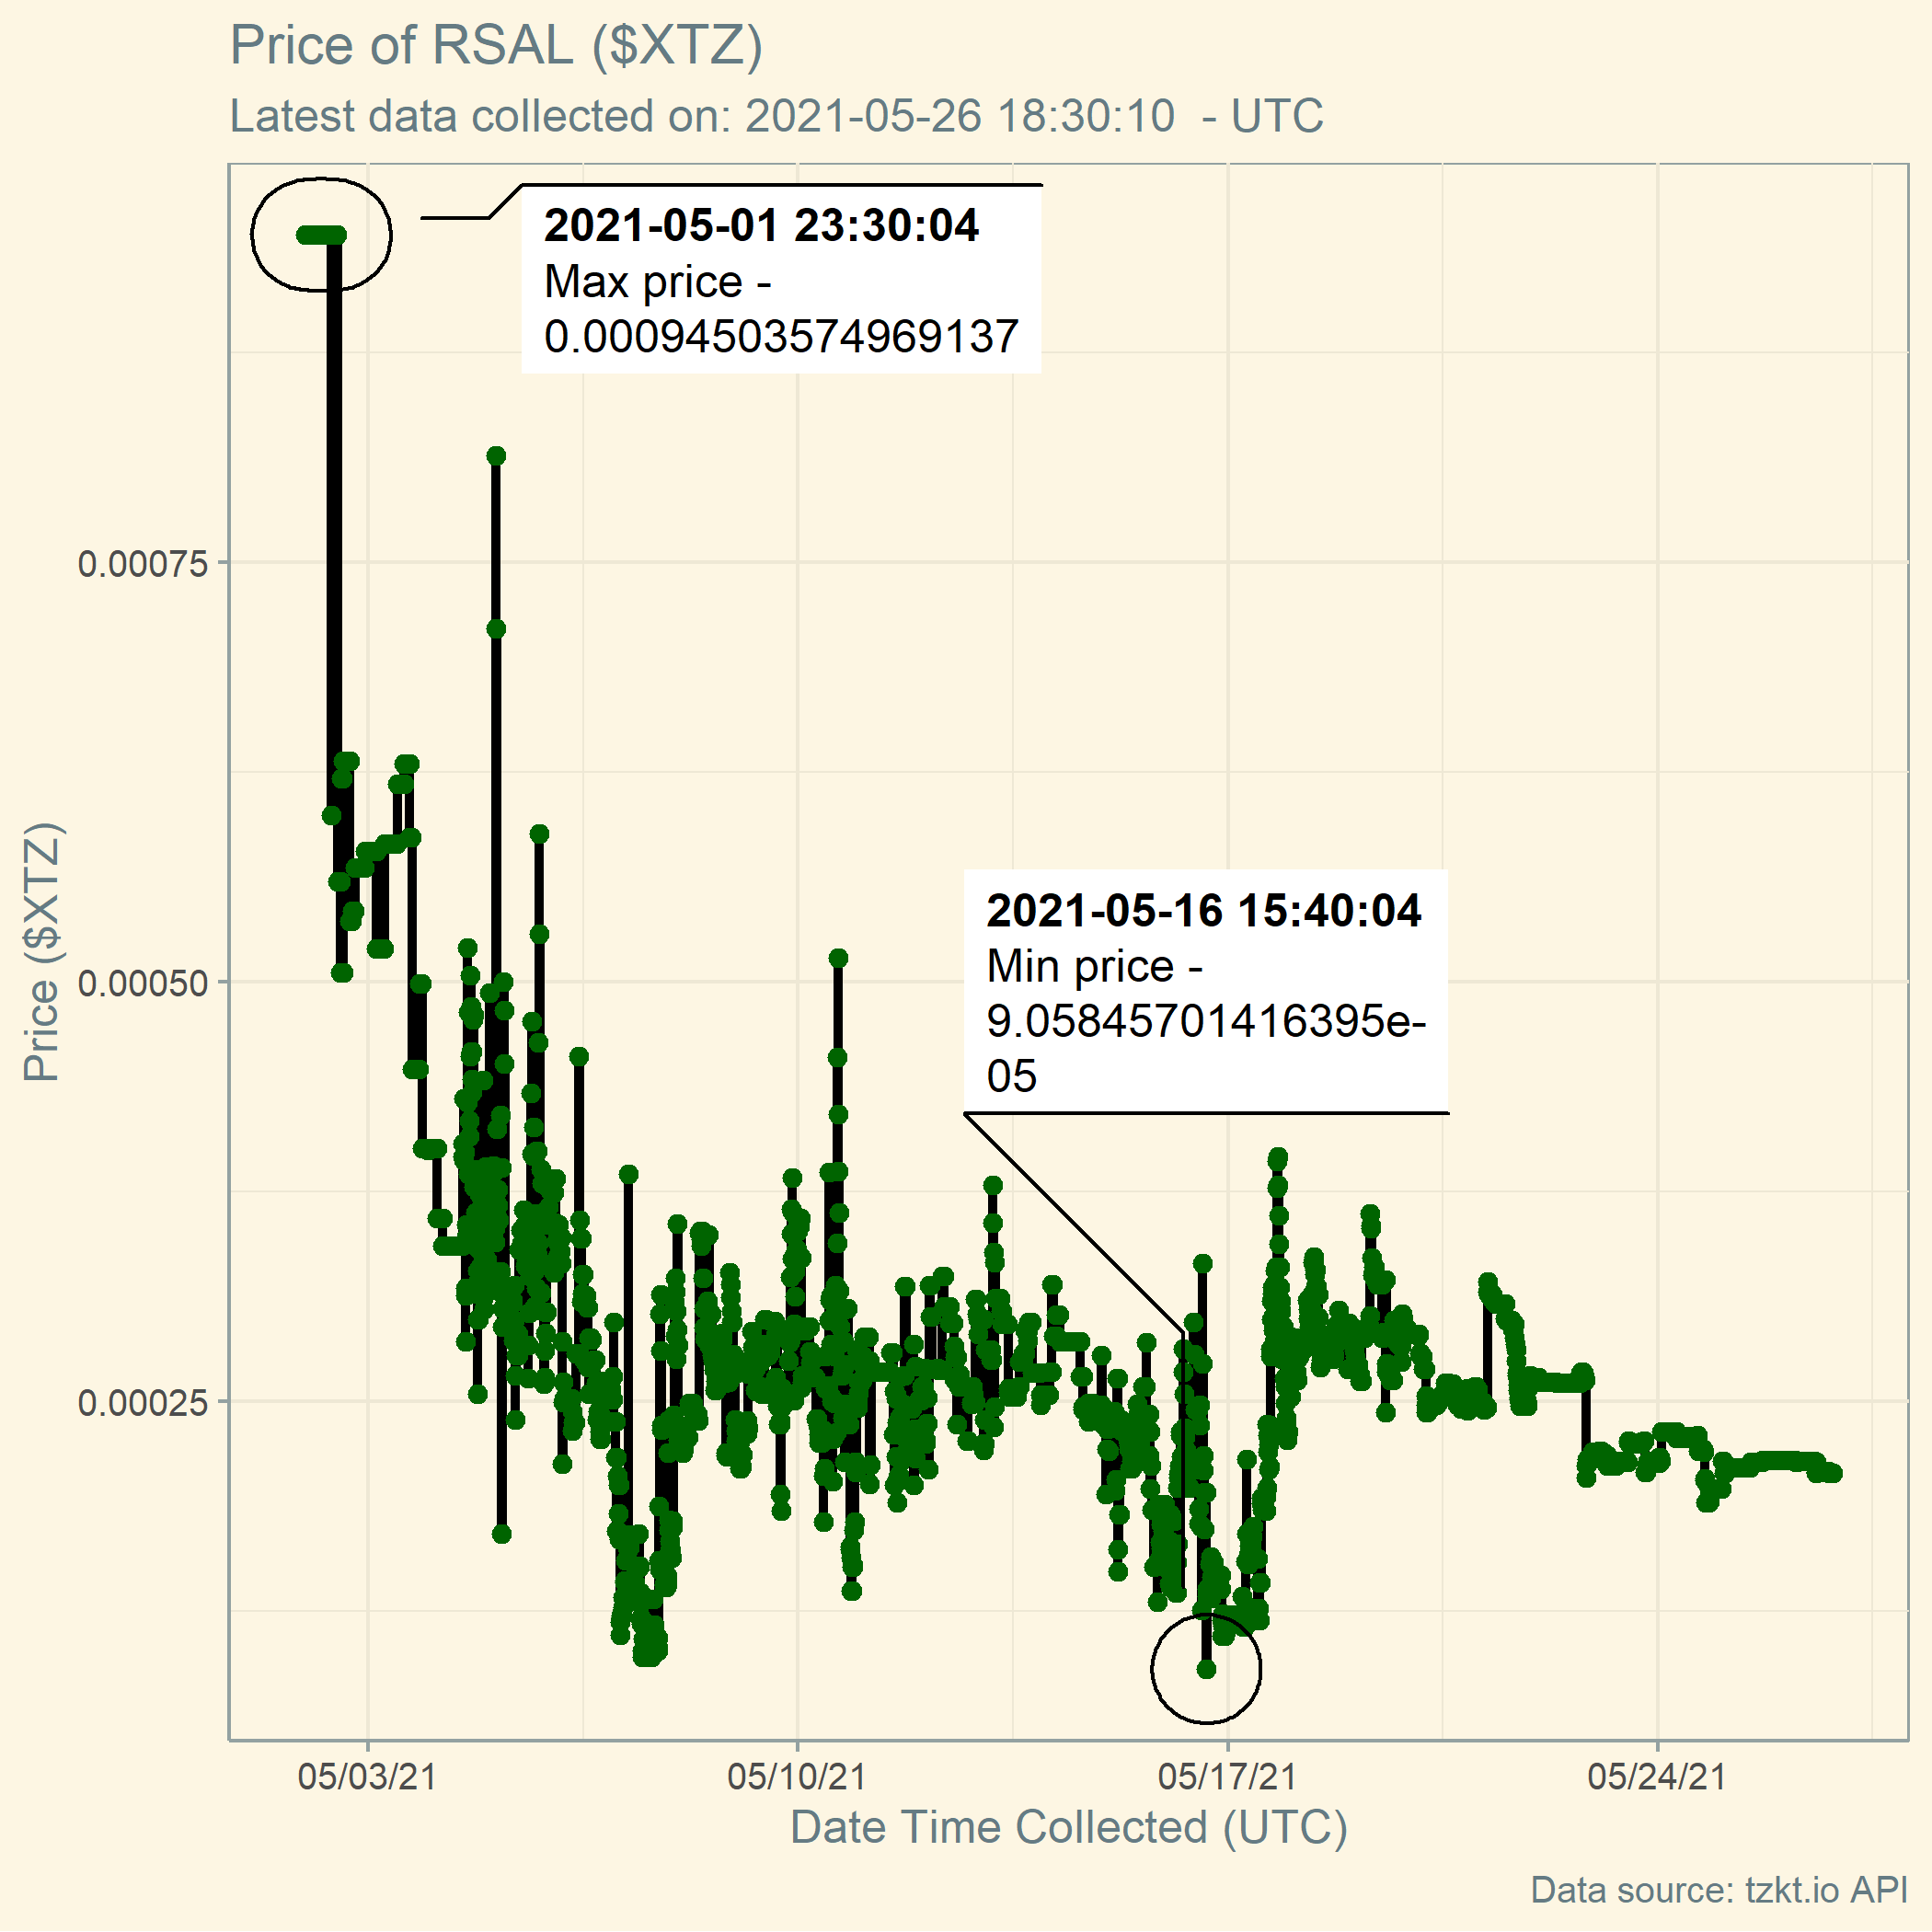 Price of RSAL ($XTZ)
Latest data collected on: 2021-05-26 18:30:10  - UTC
2021-05-01 23:30:04
Max price -
0.00094503574969137
0.00075
2021-05-16 15:40:04
Min price -
9.05845701416395e-
05
0.00050
Price ($XTZ)
0.00025
05/03/21
05/10/21
05/17/21
05/24/21
Date Time Collected (UTC)
Data source: tzkt.io API